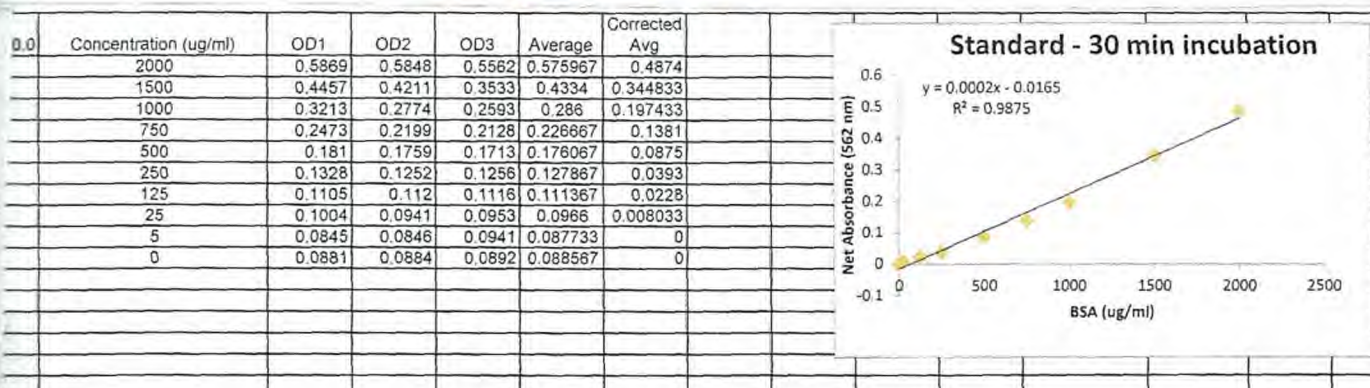 Corrected
0.0 Concentration (ug/ml) OD1 OD2 OD3 Average Avg
2000 0.5869 0.5848 0.5562 0.575967 0.4874
1500 0.4457 0.4211 0.3533 0.4334 0.344833
1000 0.3213 0.2774 0.2593 0.286 0.197433
750 0.2473 0.2199 0.2128 0.226667 0.1381
500 0.181 0.1759 0.1713 0.176067 0.0875
250 0.1328 0.1252 0.1256 0.127867 0.0393
125 0.1105 0.112 0.1116 0.111367 0.0228
25 0.1004 0.0941 0.0953 0.0966 0.008033
5 0.0845 0.0846 0.0941 0.087733 0
0 0.0881 0.0884 0.0892 0.088567 0
Standard - 30 min incubation
y = 0.0002x - 0.0165
R² = 0.9875
Net Absorbance (562 nm)
0.6
0.5
0.4
0.3
0.2
0.1
0
-0.1
0 500 1000 1500 2000 2500
BSA (ug/ml)